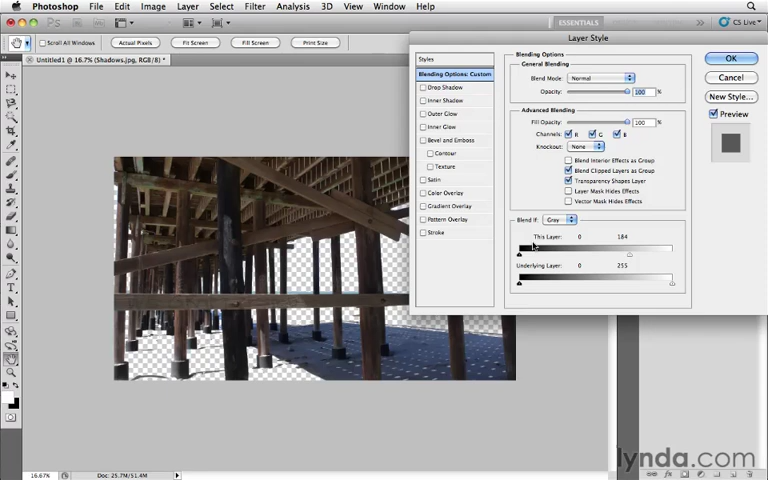 Photoshop File Edit Image Layer Select Filter Analysis 3D View Window Help
Ps ESSENTIALS >> CS Live
Scroll All Windows Actual Pixels Fit Screen Fill Screen Print Size
Untitled1 @ 16.7% (Shadows.jpg, RGB/8) *
Layer Style
Styles
Blending Options: Custom
Drop Shadow
Inner Shadow
Outer Glow
Inner Glow
Bevel and Emboss
Contour
Texture
Satin
Color Overlay
Gradient Overlay
Pattern Overlay
Stroke
Blending Options
General Blending
Blend Mode: Normal
Opacity: 100 %
Advanced Blending
Fill Opacity: 100 %
Channels: R G B
Knockout: None
Blend Interior Effects as Group
Blend Clipped Layers as Group
Transparency Shapes Layer
Layer Mask Hides Effects
Vector Mask Hides Effects
Blend If: Gray
This Layer: 0 184
Underlying Layer: 0 255
OK
Cancel
New Style...
Preview
16.67% Doc: 25.7M/51.4M
lynda.com